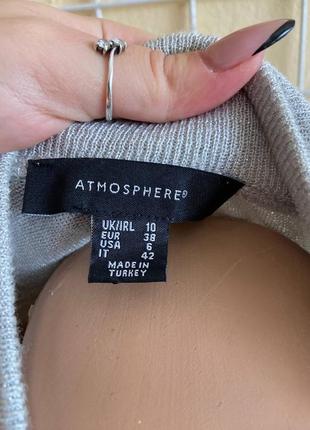 ATMOSPHERE®
UK/IRL 10
EUR 38
USA 6
IT 42
MADE IN
TURKEY